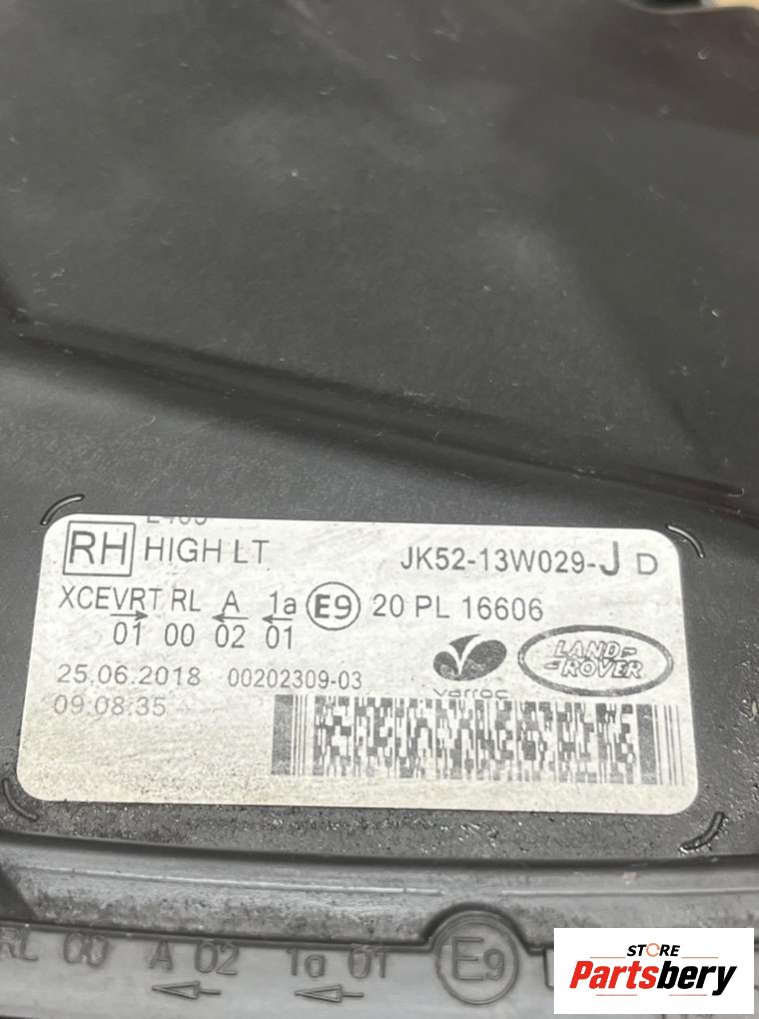 RH HIGH LT JK52-13W029-J D
XCEVRT RL A 1a E9 20 PL 16606
01 00 02 01
25.06.2018 00202309-03
09:08:35
varroc
LAND-
-ROVER
RL 00 A 02 1a 01 E9
STORE
Partsbery